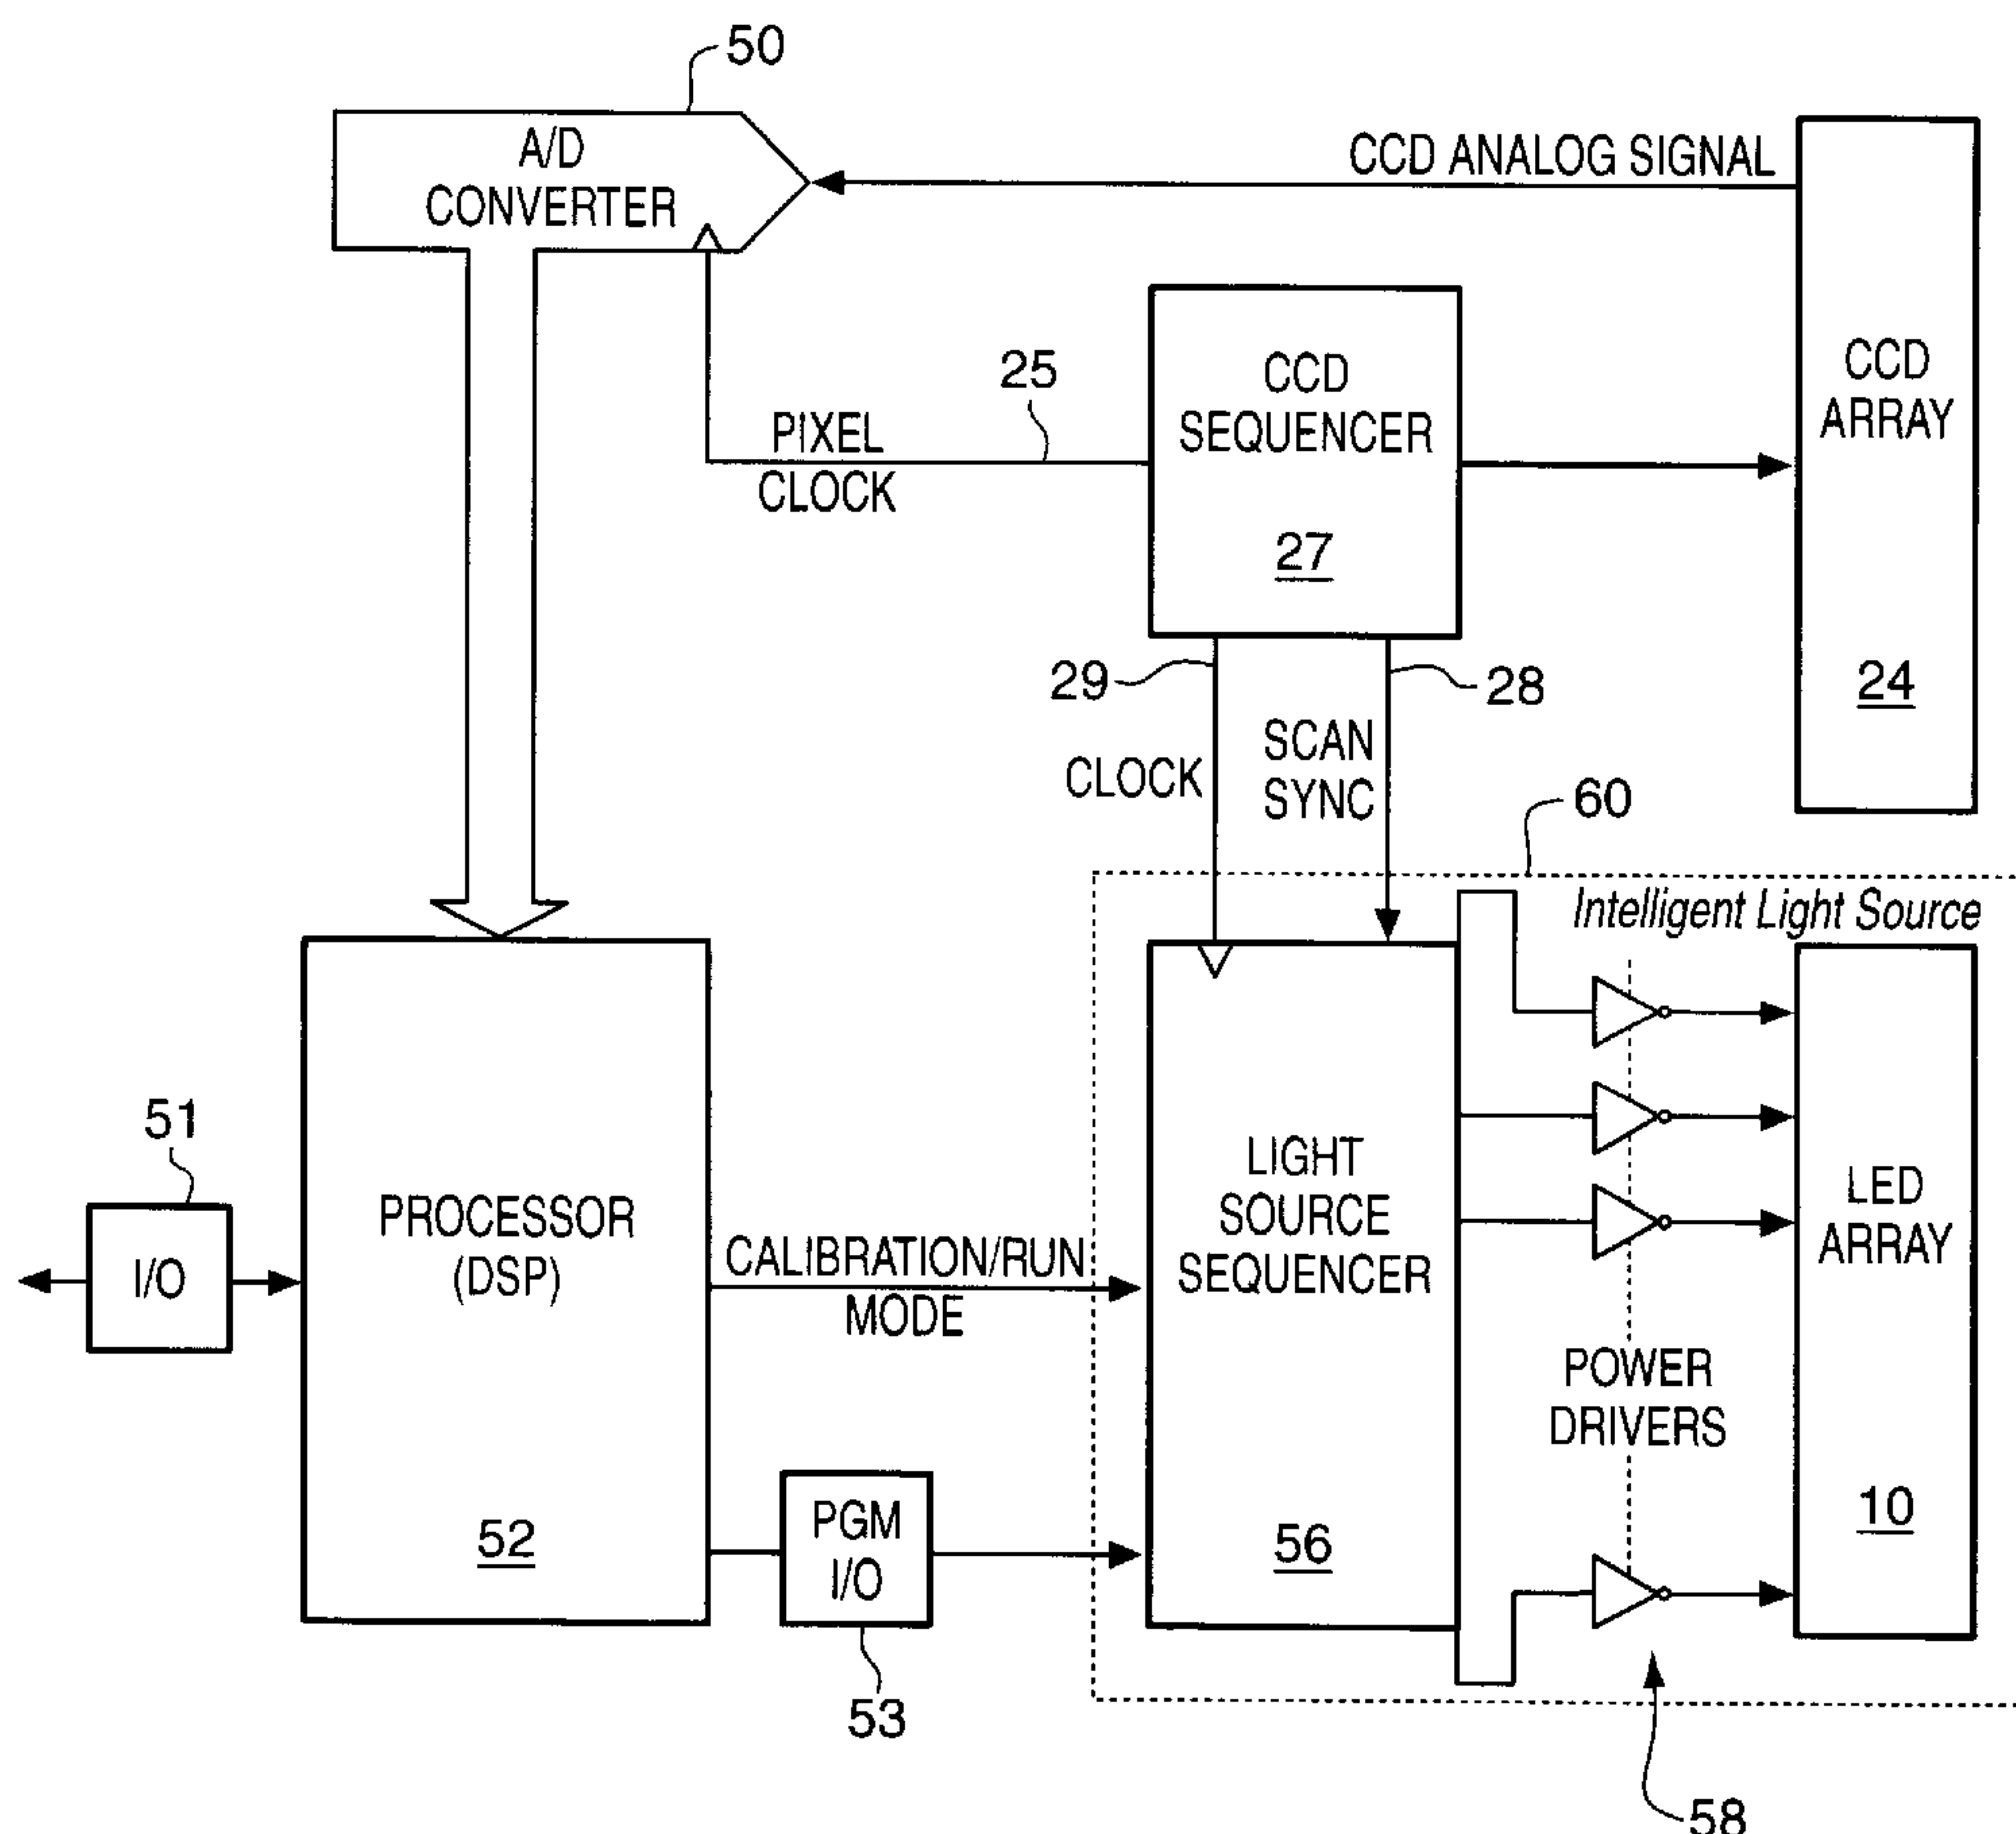 50
A/D
CONVERTER
CCD ANALOG SIGNAL
25
PIXEL
CLOCK
CCD
SEQUENCER
27
CCD
ARRAY
24
29
28
CLOCK
SCAN
SYNC
60
Intelligent Light Source
51
I/O
PROCESSOR
(DSP)
52
CALIBRATION/RUN
MODE
PGM
I/O
53
LIGHT
SOURCE
SEQUENCER
56
POWER
DRIVERS
LED
ARRAY
10
58